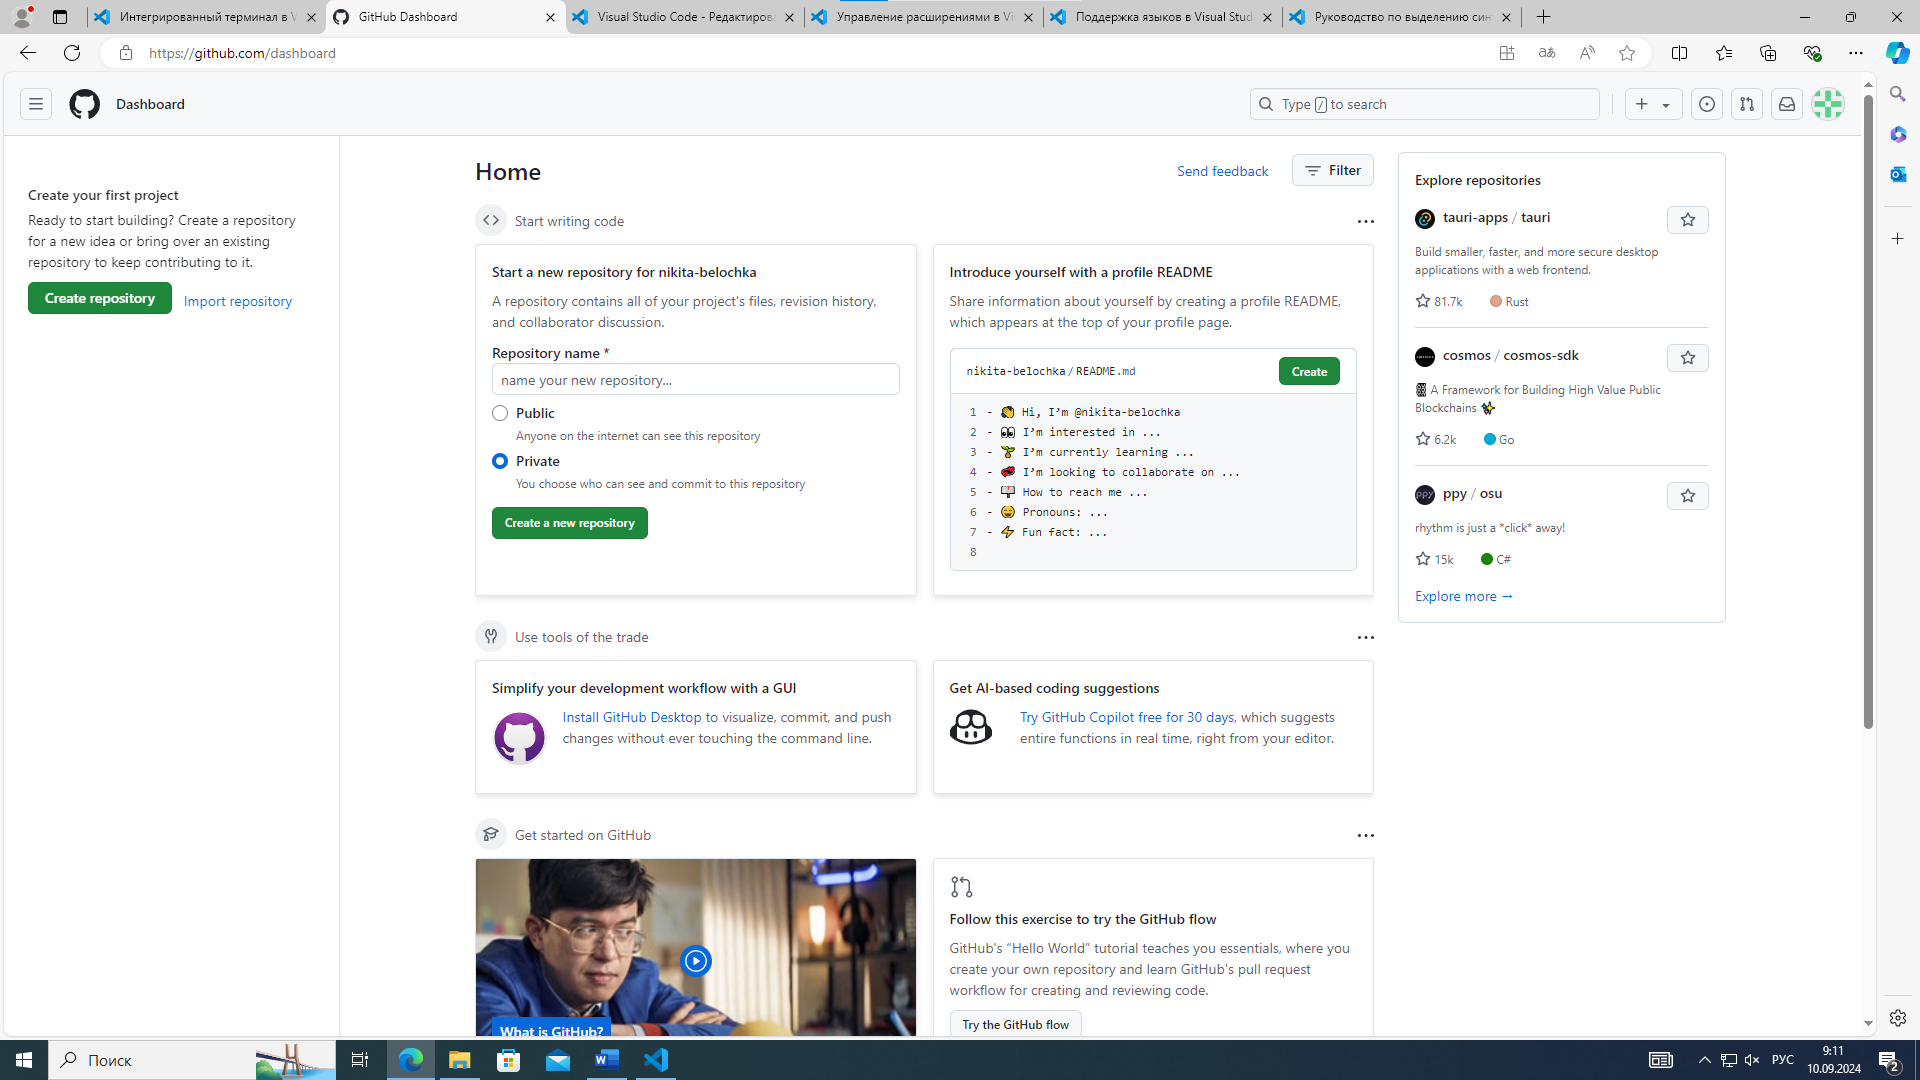 Интегрированный терминал в V
GitHub Dashboard
Visual Studio Code - Редактирова
Управление расширениями в Vi
Поддержка языков в Visual Stud
Руководство по выделению син
https://github.com/dashboard
Dashboard
Type / to search
Create your first project
Ready to start building? Create a repository
for a new idea or bring over an existing
repository to keep contributing to it.
Create repository
Import repository
Home
Send feedback
Filter
Start writing code
Start a new repository for nikita-belochka
A repository contains all of your project's files, revision history,
and collaborator discussion.
Repository name *
name your new repository...
Public
Anyone on the internet can see this repository
Private
You choose who can see and commit to this repository
Create a new repository
Introduce yourself with a profile README
Share information about yourself by creating a profile README,
which appears at the top of your profile page.
nikita-belochka / README.md
Create
1 - 👋 Hi, I’m @nikita-belochka
2 - 👀 I’m interested in ...
3 - 🌱 I’m currently learning ...
4 - 💞️ I’m looking to collaborate on ...
5 - 📫 How to reach me ...
6 - 😄 Pronouns: ...
7 - ⚡ Fun fact: ...
8
Use tools of the trade
Simplify your development workflow with a GUI
Install GitHub Desktop to visualize, commit, and push
changes without ever touching the command line.
Get AI-based coding suggestions
Try GitHub Copilot free for 30 days, which suggests
entire functions in real time, right from your editor.
Get started on GitHub
What is GitHub?
Follow this exercise to try the GitHub flow
GitHub's “Hello World” tutorial teaches you essentials, where you
create your own repository and learn GitHub's pull request
workflow for creating and reviewing code.
Try the GitHub flow
Explore repositories
tauri-apps / tauri
Build smaller, faster, and more secure desktop
applications with a web frontend.
81.7k Rust
cosmos / cosmos-sdk
⛓️ A Framework for Building High Value Public
Blockchains ✨
6.2k Go
ppy / osu
rhythm is just a *click* away!
15k C#
Explore more →
Поиск
РУС
9:11
10.09.2024
2